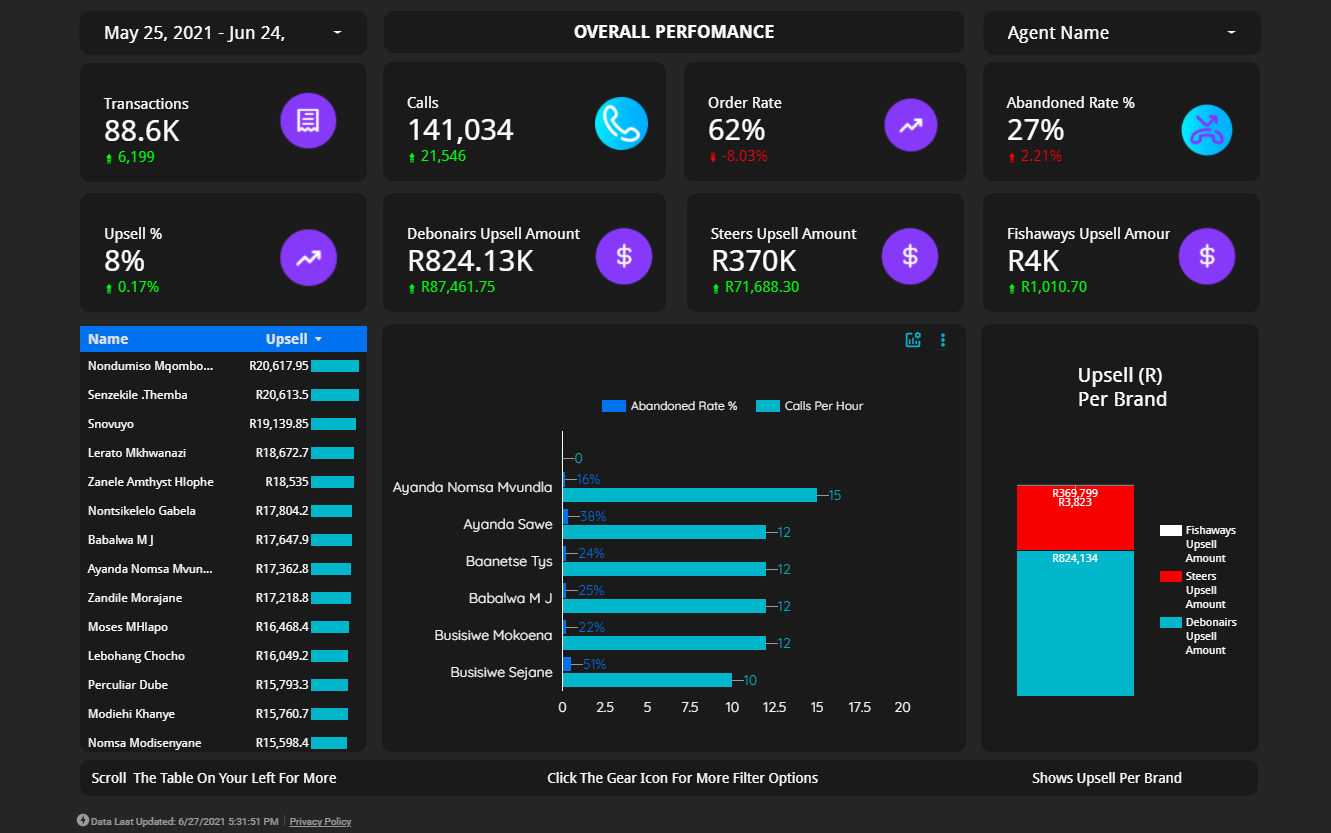 May 25, 2021 - Jun 24,
OVERALL PERFOMANCE
Agent Name
Transactions
88.6K
6,199
Calls
141,034
21,546
Order Rate
62%
-8.03%
Abandoned Rate %
27%
2.21%
Upsell %
8%
0.17%
Debonairs Upsell Amount
R824.13K
R87,461.75
Steers Upsell Amount
R370K
R71,688.30
Fishaways Upsell Amour
R4K
R1,010.70
Name Upsell
Nondumiso Mqombo... R20,617.95
Senzekile .Themba R20,613.5
Snovuyo R19,139.85
Lerato Mkhwanazi R18,672.7
Zanele Amthyst Hlophe R18,535
Nontsikelelo Gabela R17,804.2
Babalwa M J R17,647.9
Ayanda Nomsa Mvun... R17,362.8
Zandile Morajane R17,218.8
Moses MHlapo R16,468.4
Lebohang Chocho R16,049.2
Perculiar Dube R15,793.3
Modiehi Khanye R15,760.7
Nomsa Modisenyane R15,598.4
Abandoned Rate % Calls Per Hour
0
16%
Ayanda Nomsa Mvundla 15
38%
Ayanda Sawe 12
24%
Baanetse Tys 12
25%
Babalwa M J 12
22%
Busisiwe Mokoena 12
51%
Busisiwe Sejane 10
0 2.5 5 7.5 10 12.5 15 17.5 20
Upsell (R)
Per Brand
R369,799
R3,823
R824,134
Fishaways
Upsell
Amount
Steers
Upsell
Amount
Debonairs
Upsell
Amount
Scroll The Table On Your Left For More
Click The Gear Icon For More Filter Options
Shows Upsell Per Brand
Data Last Updated: 6/27/2021 5:31:51 PM Privacy Policy